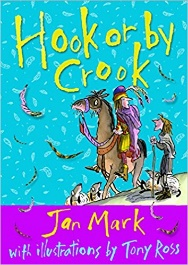 Hook or by
Crook
Jan Mark
with illustrations by Tony Ross